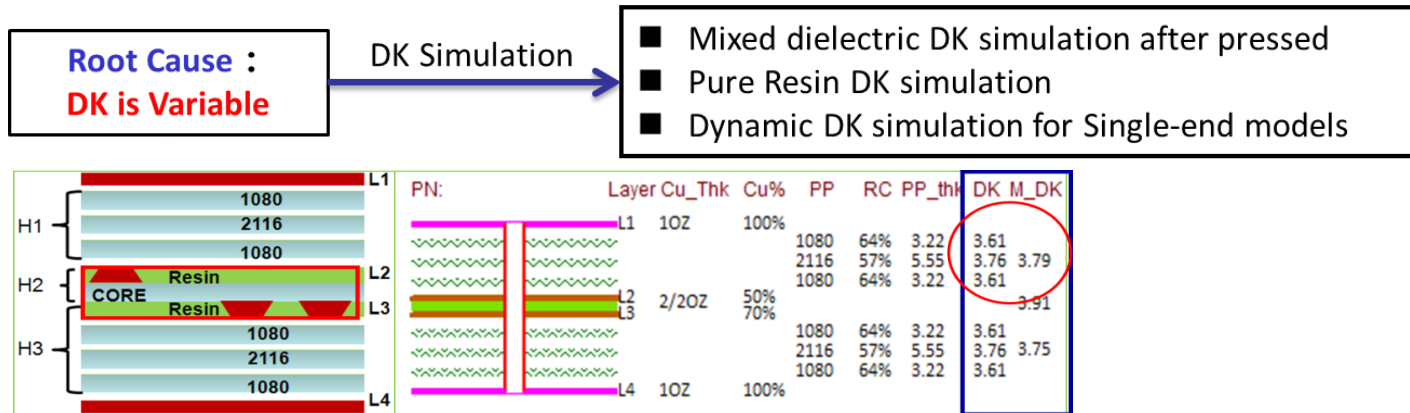 Root Cause：
DK is Variable
DK Simulation
■ Mixed dielectric DK simulation after pressed
■ Pure Resin DK simulation
■ Dynamic DK simulation for Single-end models
L1
1080
H1
2116
1080
Resin
L2
H2
CORE
Resin
L3
1080
H3
2116
1080
L4
PN: Layer Cu_Thk Cu% PP RC PP_thk DK M_DK
L1 1OZ 100%
1080 64% 3.22 3.61
2116 57% 5.55 3.76 3.79
1080 64% 3.22 3.61
L2 2/2OZ 50% 3.91
L3 70%
1080 64% 3.22 3.61
2116 57% 5.55 3.76 3.75
1080 64% 3.22 3.61
L4 1OZ 100%